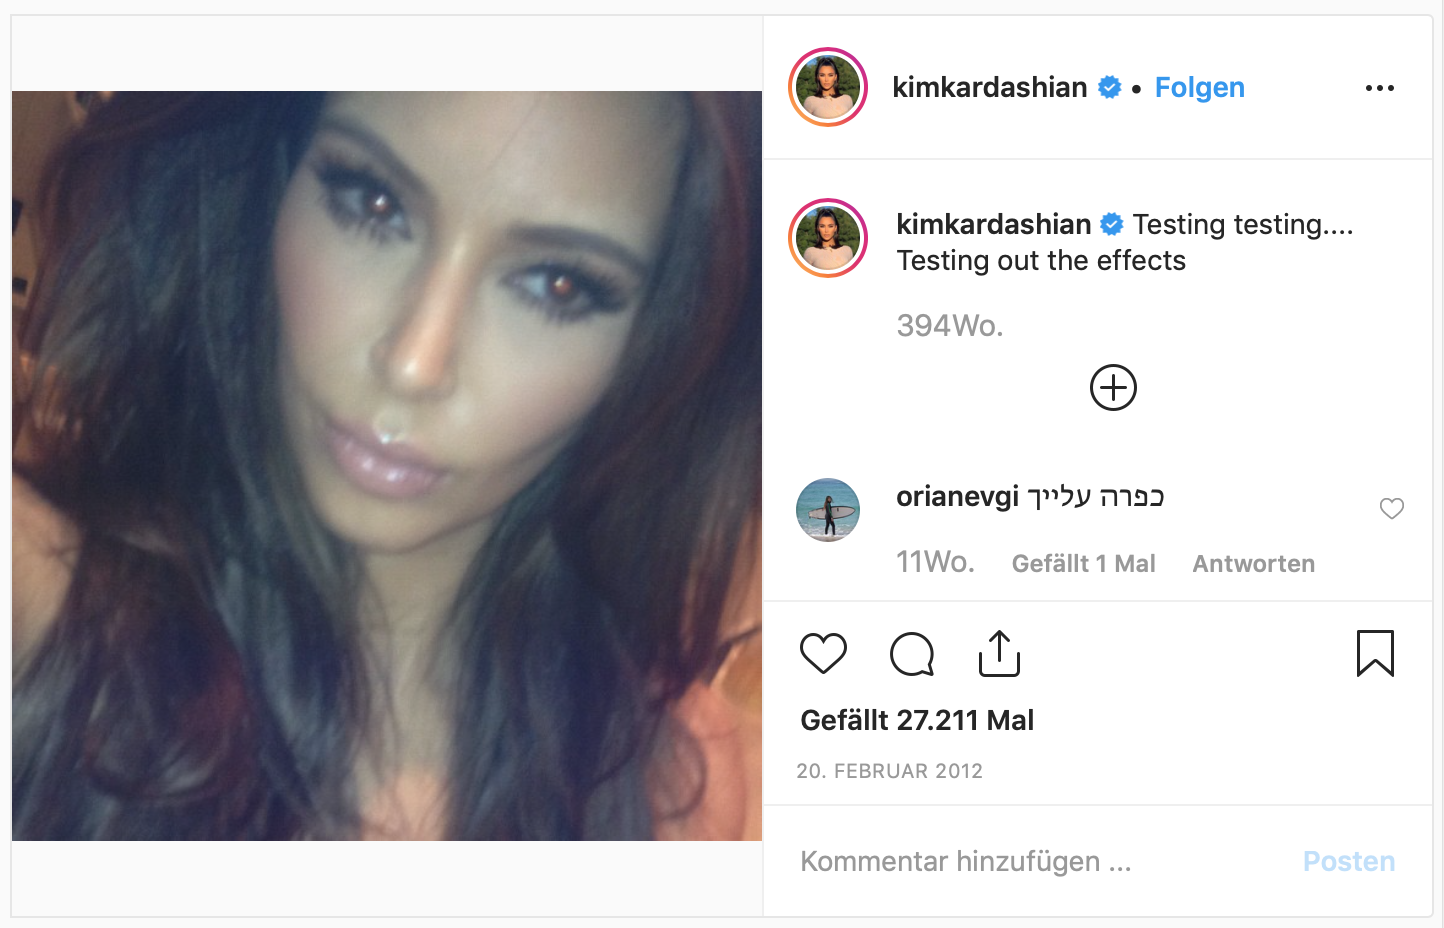 kimkardashian • Folgen
kimkardashian Testing testing....
Testing out the effects
394Wo.
orianevgi כפרה עלייך
11Wo. Gefällt 1 Mal Antworten
Gefällt 27.211 Mal
20. FEBRUAR 2012
Kommentar hinzufügen ... Posten